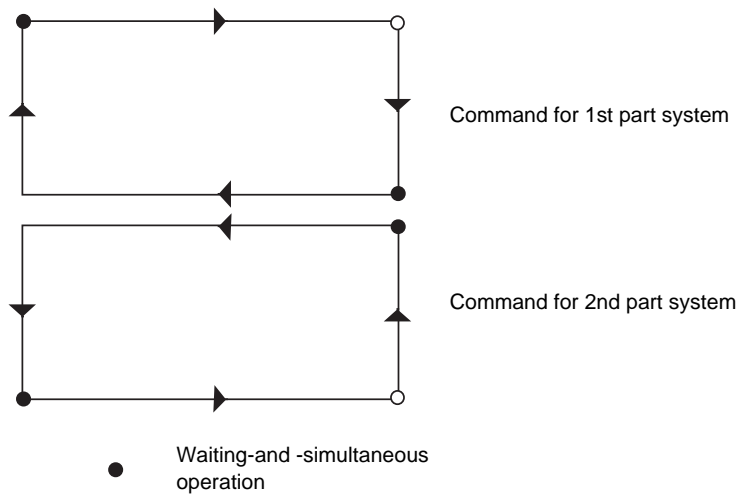 Command for 1st part system
Command for 2nd part system
Waiting-and -simultaneous
operation